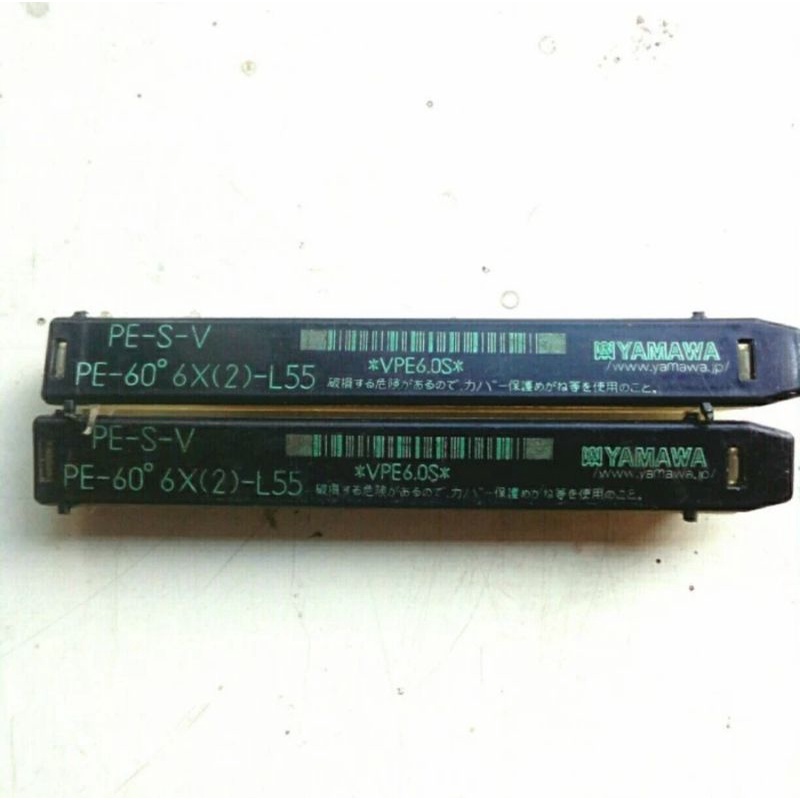 PE-S-V
PE-60° 6X(2)-L55
*VPE6.0S*
破損する危険があるので、カバー・保護めがね等を使用のこと。
YAMAWA
/www.yamawa.jp/
PE-S-V
PE-60° 6X(2)-L55
*VPE6.0S*
破損する危険があるので、カバー・保護めがね等を使用のこと。
YAMAWA
/www.yamawa.jp/